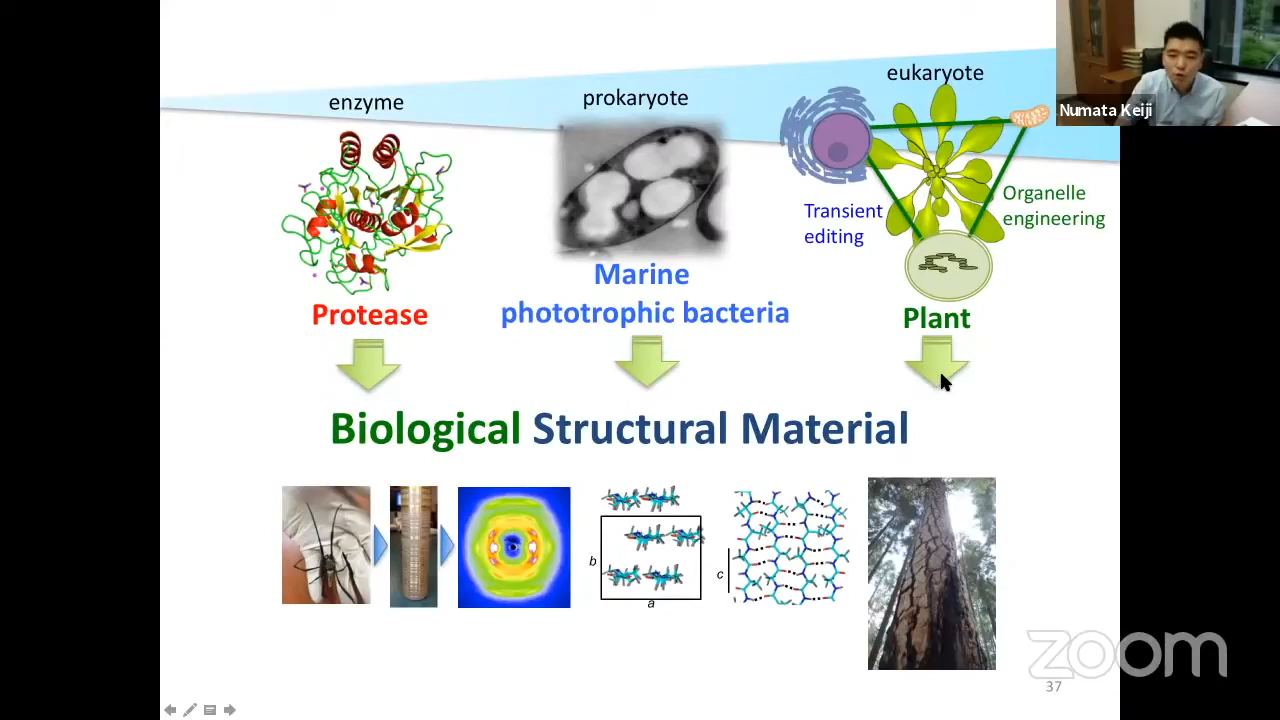 enzyme
prokaryote
eukaryote
Numata Keiji
Transient
editing
Organelle
engineering
Protease
Marine
phototrophic bacteria
Plant
Biological Structural Material
b
a
c
zoom
37